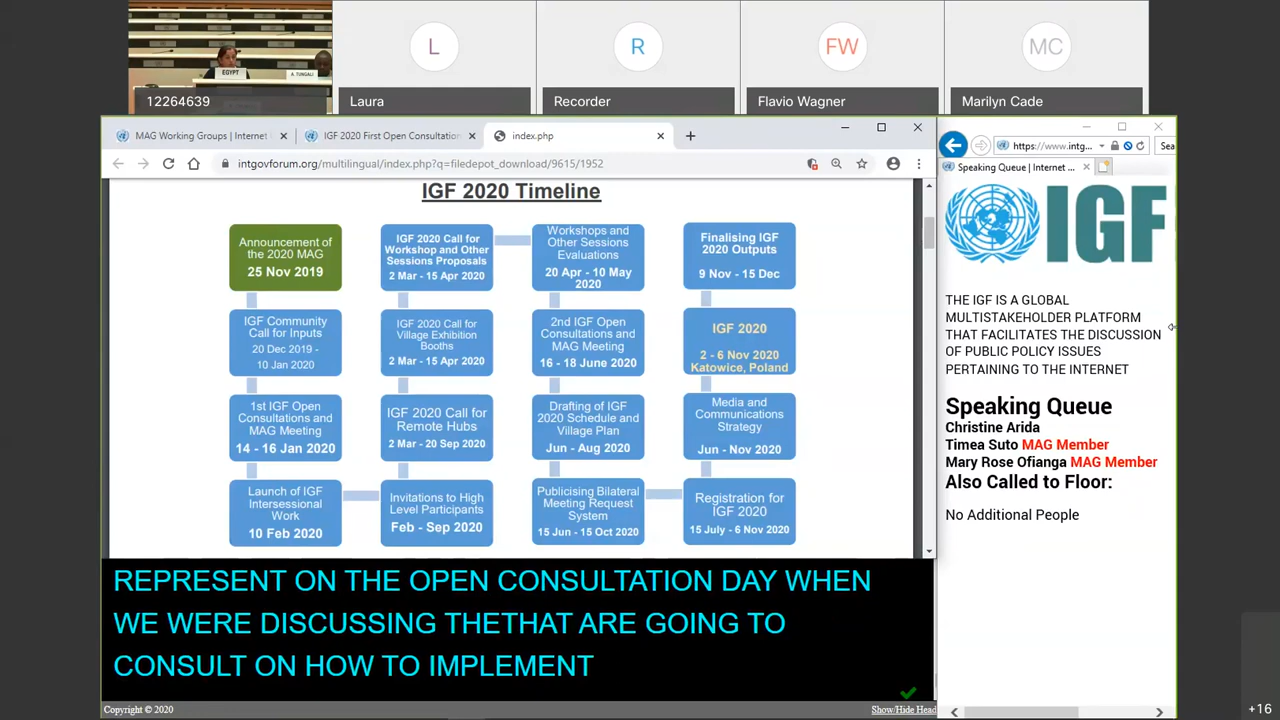 EGYPT
A. TUNGALI
12264639
L
Laura
R
Recorder
FW
Flavio Wagner
MC
Marilyn Cade
MAG Working Groups | Internet
IGF 2020 First Open Consultation
index.php
intgovforum.org/multilingual/index.php?q=filedepot_download/9615/1952
IGF 2020 Timeline
Announcement of
the 2020 MAG
25 Nov 2019
IGF Community
Call for Inputs
20 Dec 2019 -
10 Jan 2020
1st IGF Open
Consultations and
MAG Meeting
14 - 16 Jan 2020
Launch of IGF
Intersessional
Work
10 Feb 2020
IGF 2020 Call for
Workshop and Other
Sessions Proposals
2 Mar - 15 Apr 2020
IGF 2020 Call for
Village Exhibition
Booths
2 Mar - 15 Apr 2020
IGF 2020 Call for
Remote Hubs
2 Mar - 20 Sep 2020
Invitations to High
Level Participants
Feb - Sep 2020
Workshops and
Other Sessions
Evaluations
20 Apr - 10 May
2020
2nd IGF Open
Consultations and
MAG Meeting
16 - 18 June 2020
Drafting of IGF
2020 Schedule and
Village Plan
Jun - Aug 2020
Publicising Bilateral
Meeting Request
System
15 Jun - 15 Oct 2020
Finalising IGF
2020 Outputs
9 Nov - 15 Dec
IGF 2020
2 - 6 Nov 2020
Katowice, Poland
Media and
Communications
Strategy
Jun - Nov 2020
Registration for
IGF 2020
15 July - 6 Nov 2020
https://www.intg...
Sea
Speaking Queue | Internet ...
IGF
THE IGF IS A GLOBAL
MULTISTAKEHOLDER PLATFORM
THAT FACILITATES THE DISCUSSION
OF PUBLIC POLICY ISSUES
PERTAINING TO THE INTERNET
Speaking Queue
Christine Arida
Timea Suto MAG Member
Mary Rose Ofianga MAG Member
Also Called to Floor:
No Additional People
REPRESENT ON THE OPEN CONSULTATION DAY WHEN
WE WERE DISCUSSING THETHAT ARE GOING TO
CONSULT ON HOW TO IMPLEMENT
Copyright © 2020
Show/Hide Head
+16